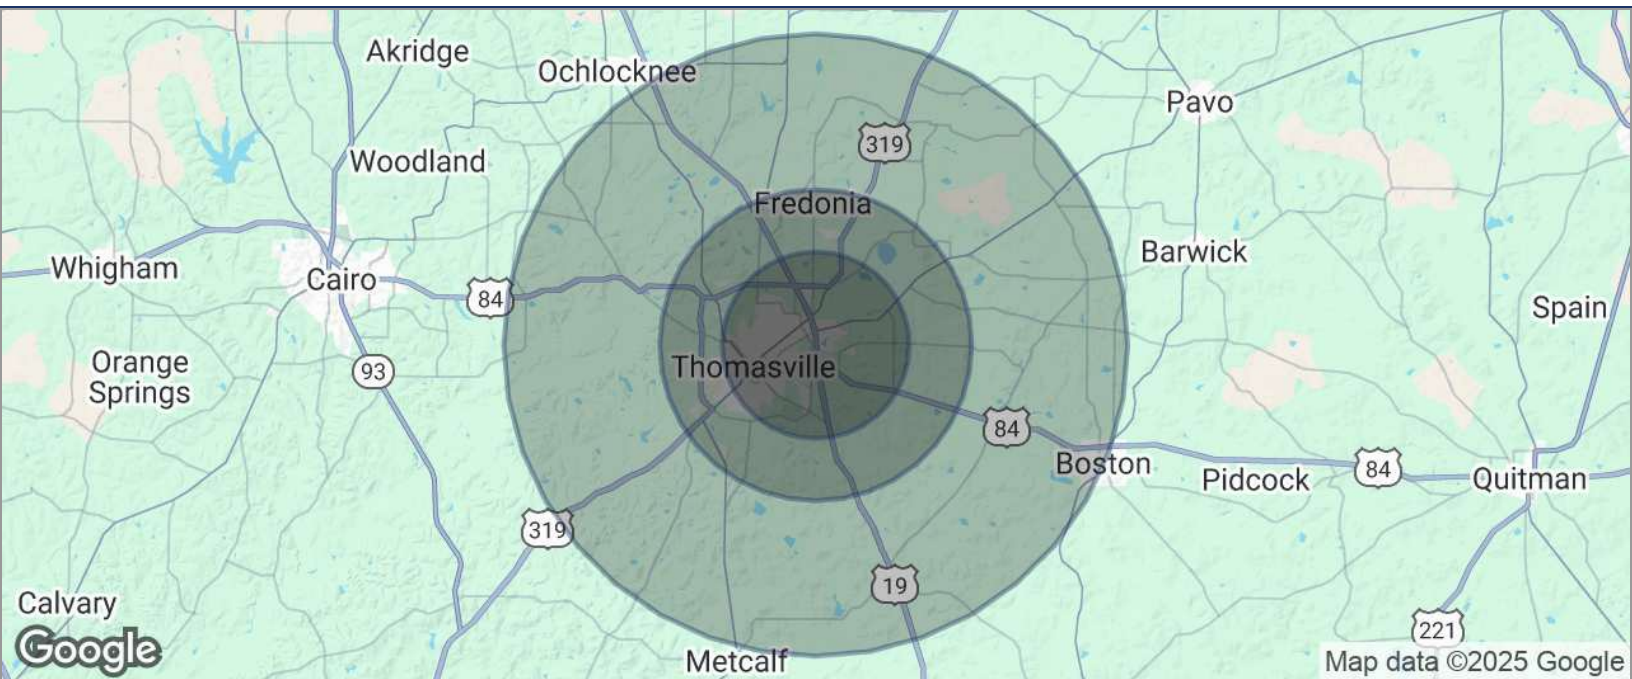 Akridge
Ochlocknee
Pavo
319
Woodland
Fredonia
Barwick
Whigham
Cairo
84
Spain
Orange
Springs
93
Thomasville
84
Boston
Pidcock
84
Quitman
319
19
Calvary
221
Google
Metcalf
Map data ©2025 Google